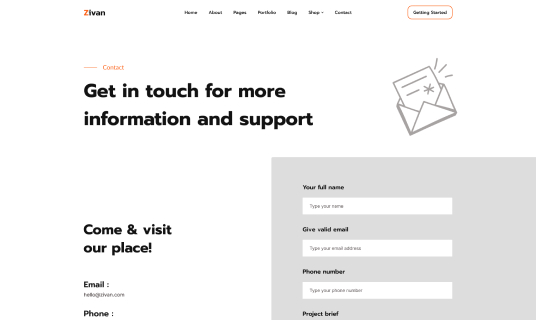 Zivan
Home About Pages Portfolio Blog Shop Contact
Getting Started
Contact
Get in touch for more
information and support
Your full name
Type your name
Come & visit
our place!
Give valid email
Type your email address
Phone number
Type your phone number
Email :
hello@zivan.com
Phone :
Project brief